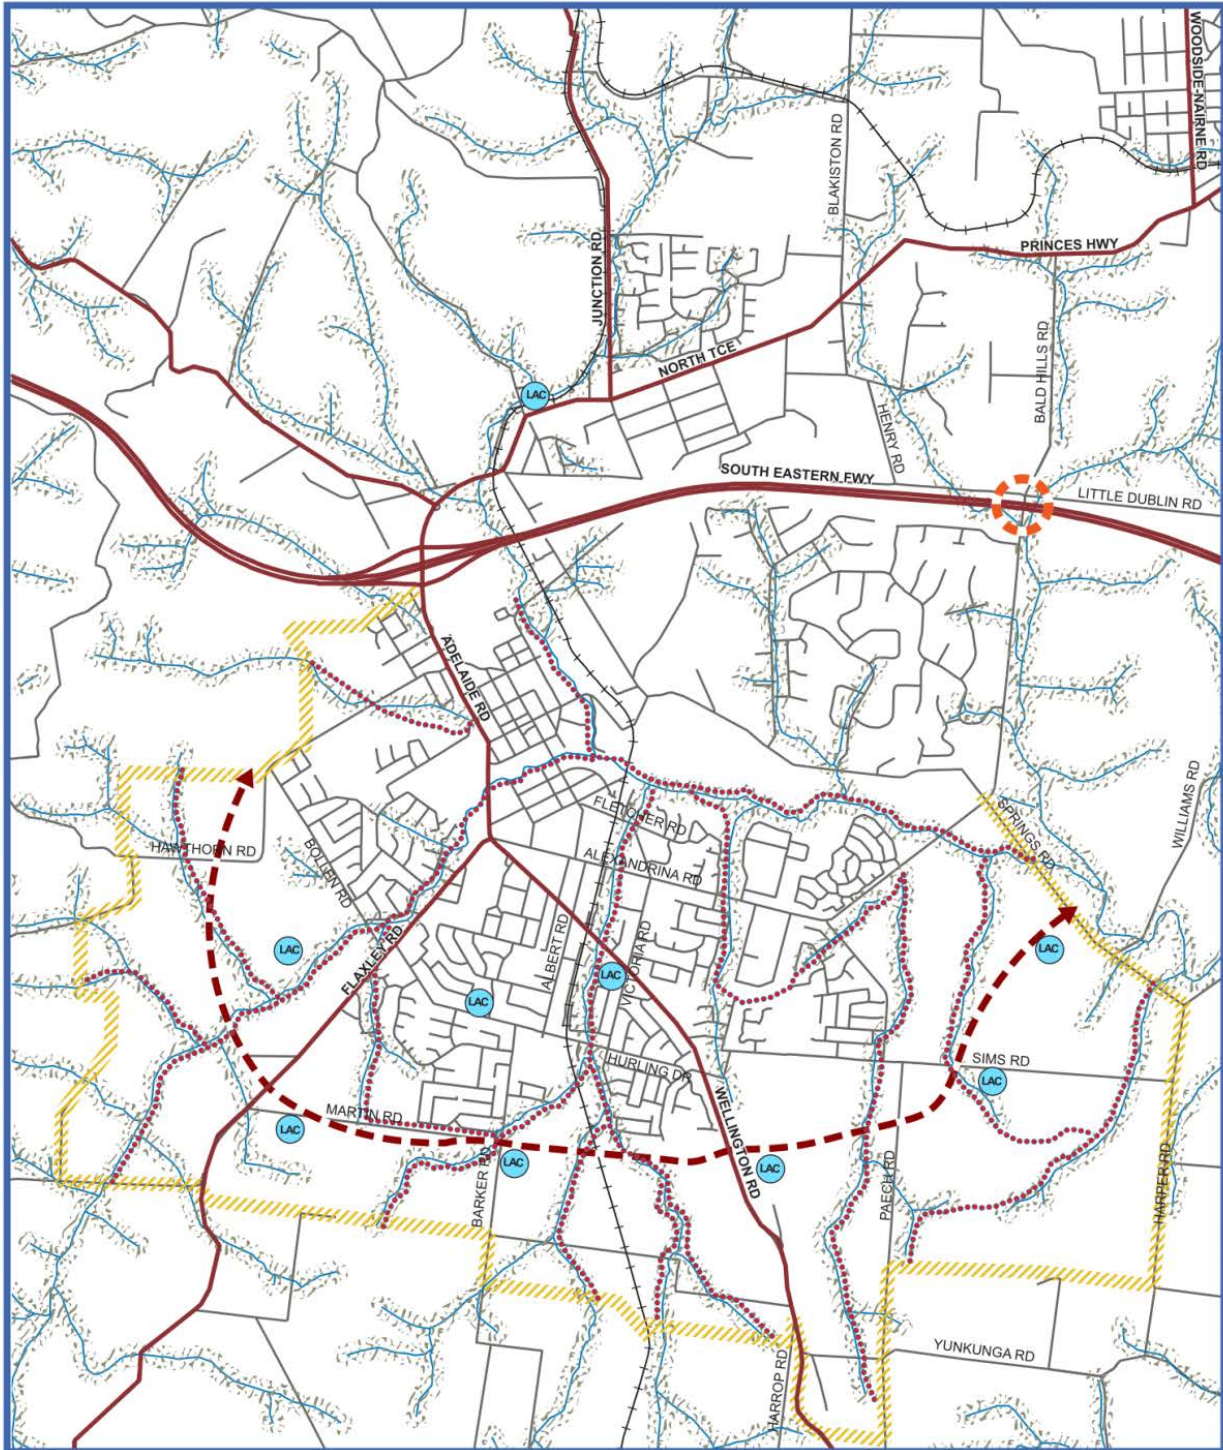 WOODSIDE-NAIRNE RD
BLAKISTON RD
PRINCES HWY
JUNCTION RD
NORTH TCE
BALD HILLS RD
LAC
HENRY RD
SOUTH EASTERN FWY
LITTLE DUBLIN RD
ADELAIDE RD
SPRINGS RD
WILLIAMS RD
FLETCHER RD
HAWTHORN RD
BOLLEN RD
ALEXANDRINA RD
ALBERT RD
VICTORIA RD
FLAXLEY RD
LAC
LAC
LAC
LAC
HURLING DR
SIMS RD
LAC
MARTIN RD
LAC
WELLINGTON RD
LAC
LAC
BARKER RD
PAECH RD
HARPER RD
YUNKUNGA RD
HARROP RD